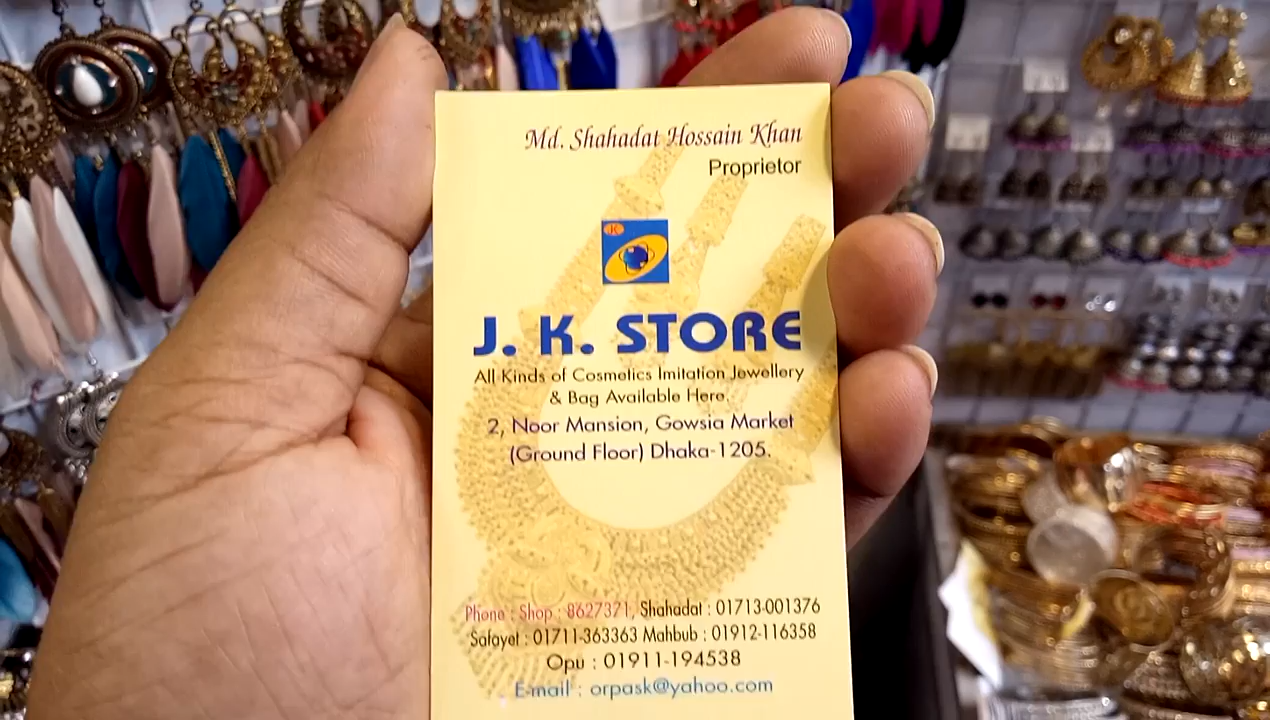 Md. Shahadat Hossain Khan
Proprietor
K
J. K. STORE
All Kinds of Cosmetics Imitation Jewellery
& Bag Available Here.
2, Noor Mansion, Gowsia Market
(Ground Floor) Dhaka-1205.
Phone : Shop : 8627371, Shahadat : 01713-001376
Safayet : 01711-363363 Mahbub : 01912-116358
Opu : 01911-194538
E-mail : orpask@yahoo.com